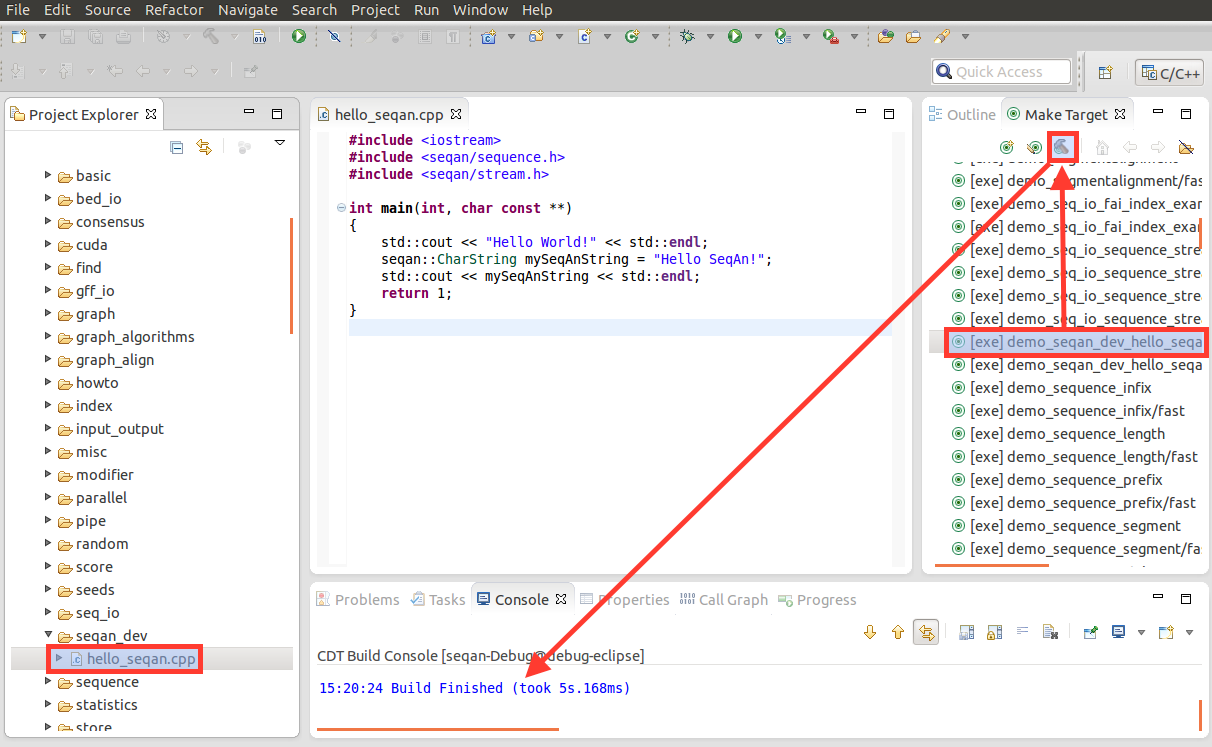 File Edit Source Refactor Navigate Search Project Run Window Help
Quick Access
C/C++
Project Explorer
basic
bed_io
consensus
cuda
find
gff_io
graph
graph_algorithms
graph_align
howto
index
input_output
misc
modifier
parallel
pipe
random
score
seeds
seq_io
seqan_dev
hello_seqan.cpp
sequence
statistics
store
hello_seqan.cpp
#include <iostream>
#include <seqan/sequence.h>
#include <seqan/stream.h>
int main(int, char const **)
{
std::cout << "Hello World!" << std::endl;
seqan::CharString mySeqAnString = "Hello SeqAn!";
std::cout << mySeqAnString << std::endl;
return 1;
}
Outline Make Target
[exe] demo_segmentalignment
[exe] demo_segmentalignment/fas
[exe] demo_seq_io_fai_index_exam
[exe] demo_seq_io_fai_index_exam
[exe] demo_seq_io_sequence_stre
[exe] demo_seq_io_sequence_stre
[exe] demo_seq_io_sequence_stre
[exe] demo_seq_io_sequence_stre
[exe] demo_seqan_dev_hello_seqa
[exe] demo_seqan_dev_hello_seqa
[exe] demo_sequence_infix
[exe] demo_sequence_infix/fast
[exe] demo_sequence_length
[exe] demo_sequence_length/fast
[exe] demo_sequence_prefix
[exe] demo_sequence_prefix/fast
[exe] demo_sequence_segment
[exe] demo_sequence_segment/fas
Problems Tasks Console Properties Call Graph Progress
CDT Build Console [seqan-Debug@debug-eclipse]
15:20:24 Build Finished (took 5s.168ms)